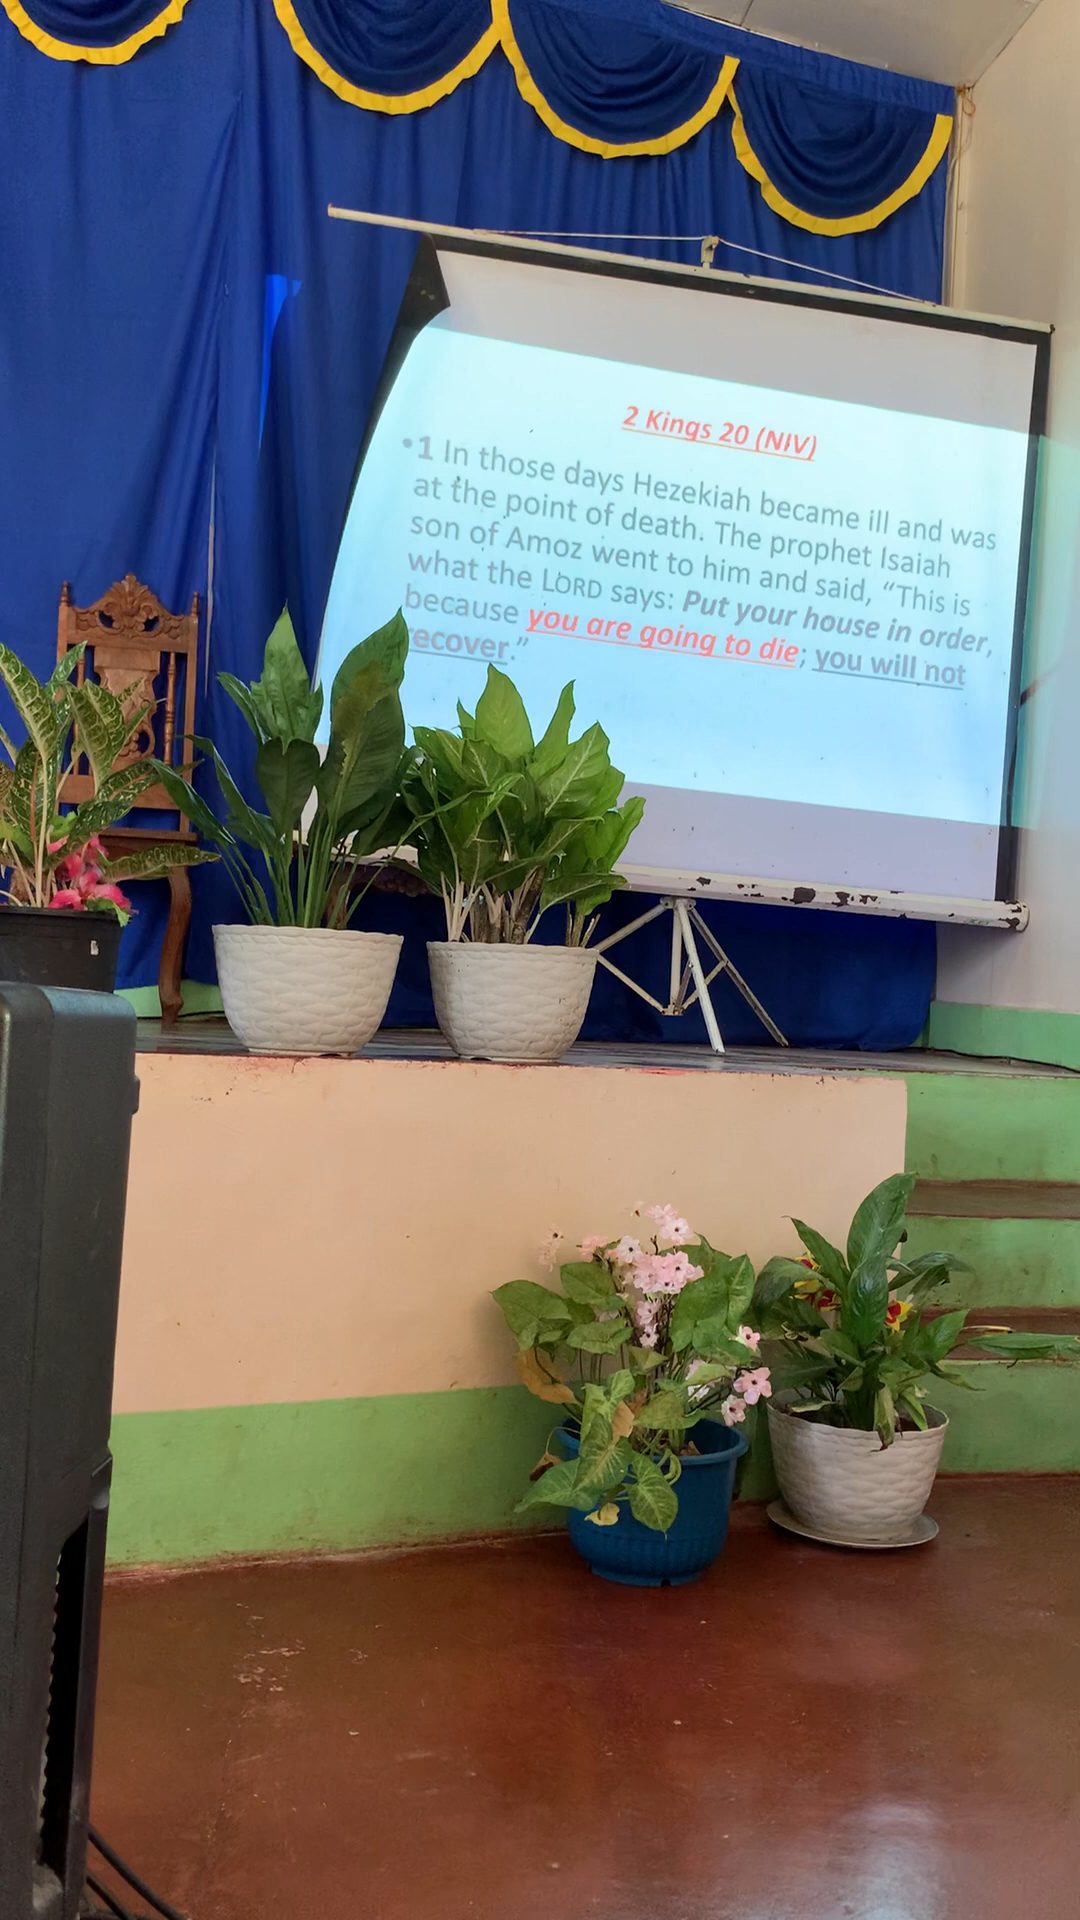 2 Kings 20 (NIV)
•1 In those days Hezekiah became ill and was
at the point of death. The prophet Isaiah
son of Amoz went to him and said, “This is
what the LORD says: Put your house in order,
because you are going to die; you will not
recover.”